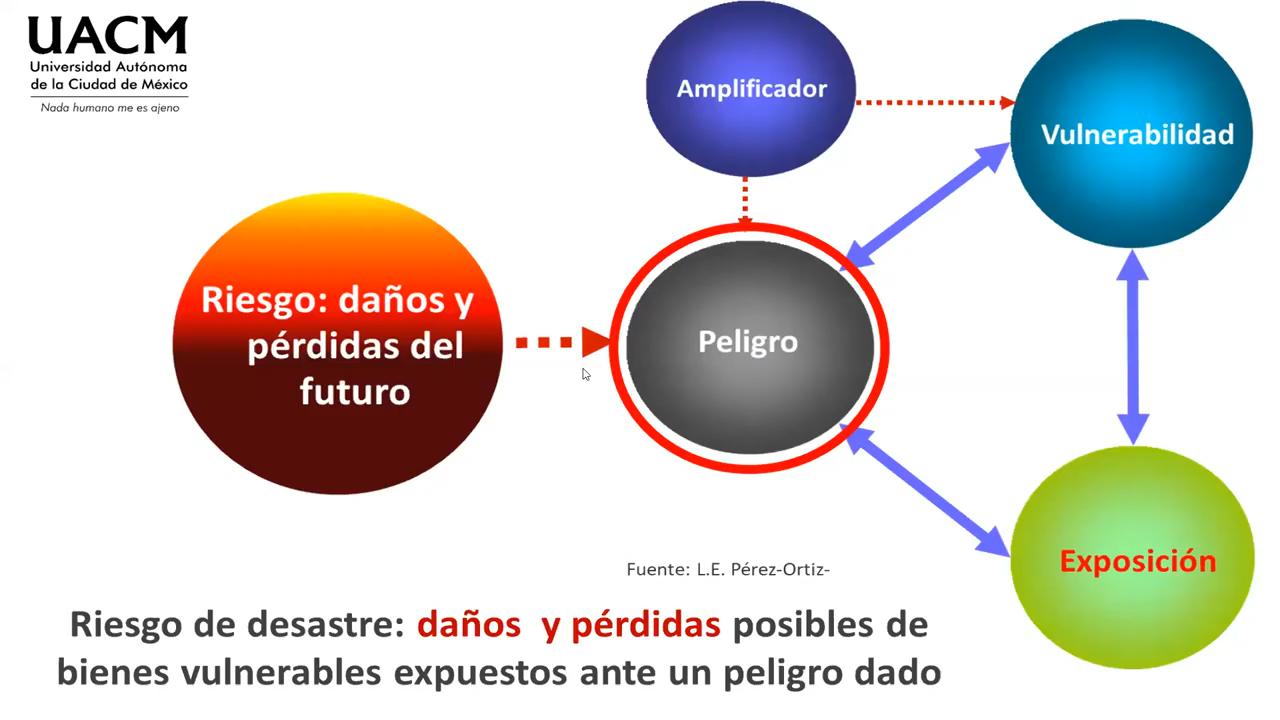 UACM
Universidad Autónoma
de la Ciudad de México
Nada humano me es ajeno
Amplificador
Vulnerabilidad
Riesgo: daños y
pérdidas del
futuro
Peligro
Exposición
Fuente: L.E. Pérez-Ortiz-
Riesgo de desastre: daños y pérdidas posibles de
bienes vulnerables expuestos ante un peligro dado